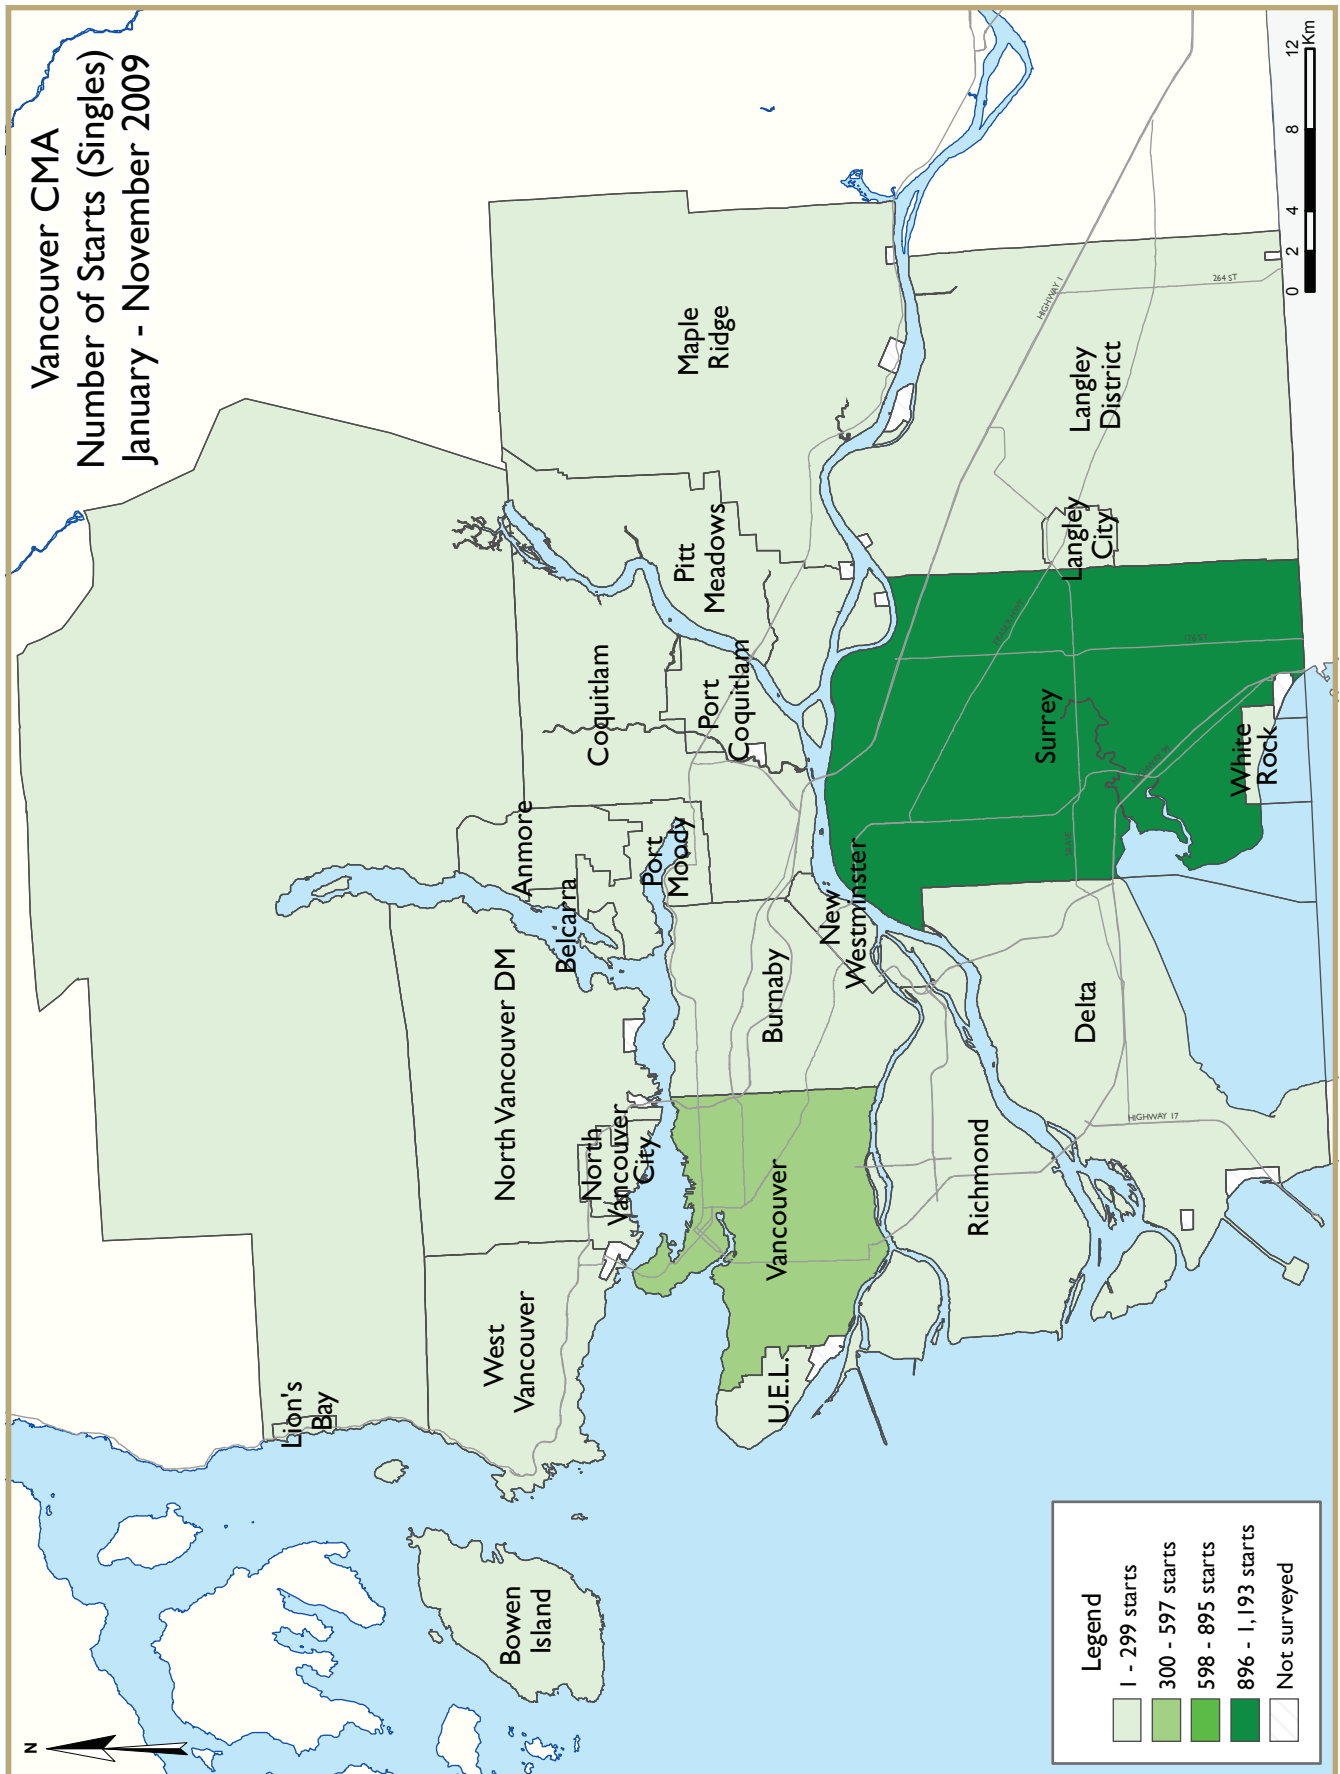 Vancouver CMA
Number of Starts (Singles)
January - November 2009
N
Lion's
Bay
West
Vancouver
North Vancouver DM
North
Vancouver
City
Bowen
Island
Belcarra
Anmore
Port
Moody
Coquitlam
Port
Coquitlam
Pitt
Meadows
Maple
Ridge
U.E.L.
Vancouver
Burnaby
New
Westminster
Richmond
Delta
Surrey
White
Rock
Langley
City
Langley
District
HIGHWAY 1
264 ST
176 ST
HIGHWAY 17
Legend
1 - 299 starts
300 - 597 starts
598 - 895 starts
896 - 1,193 starts
Not surveyed
0 2 4 8 12
Km